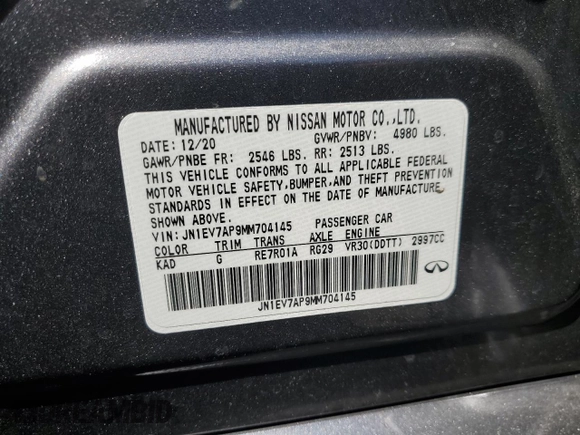 MANUFACTURED BY NISSAN MOTOR CO.,LTD.
DATE: 12/20 GVWR/PNBV: 4980 LBS.
GAWR/PNBE FR: 2546 LBS. RR: 2513 LBS.
THIS VEHICLE CONFORMS TO ALL APPLICABLE FEDERAL
MOTOR VEHICLE SAFETY, BUMPER, AND THEFT PREVENTION
STANDARDS IN EFFECT ON THE DATE OF MANUFACTURE
SHOWN ABOVE.
VIN: JN1EV7AP9MM704145 PASSENGER CAR
COLOR TRIM TRANS AXLE ENGINE
KAD G RE7R01A RG29 VR30(DDTT) 2997CC
JN1EV7AP9MM704145